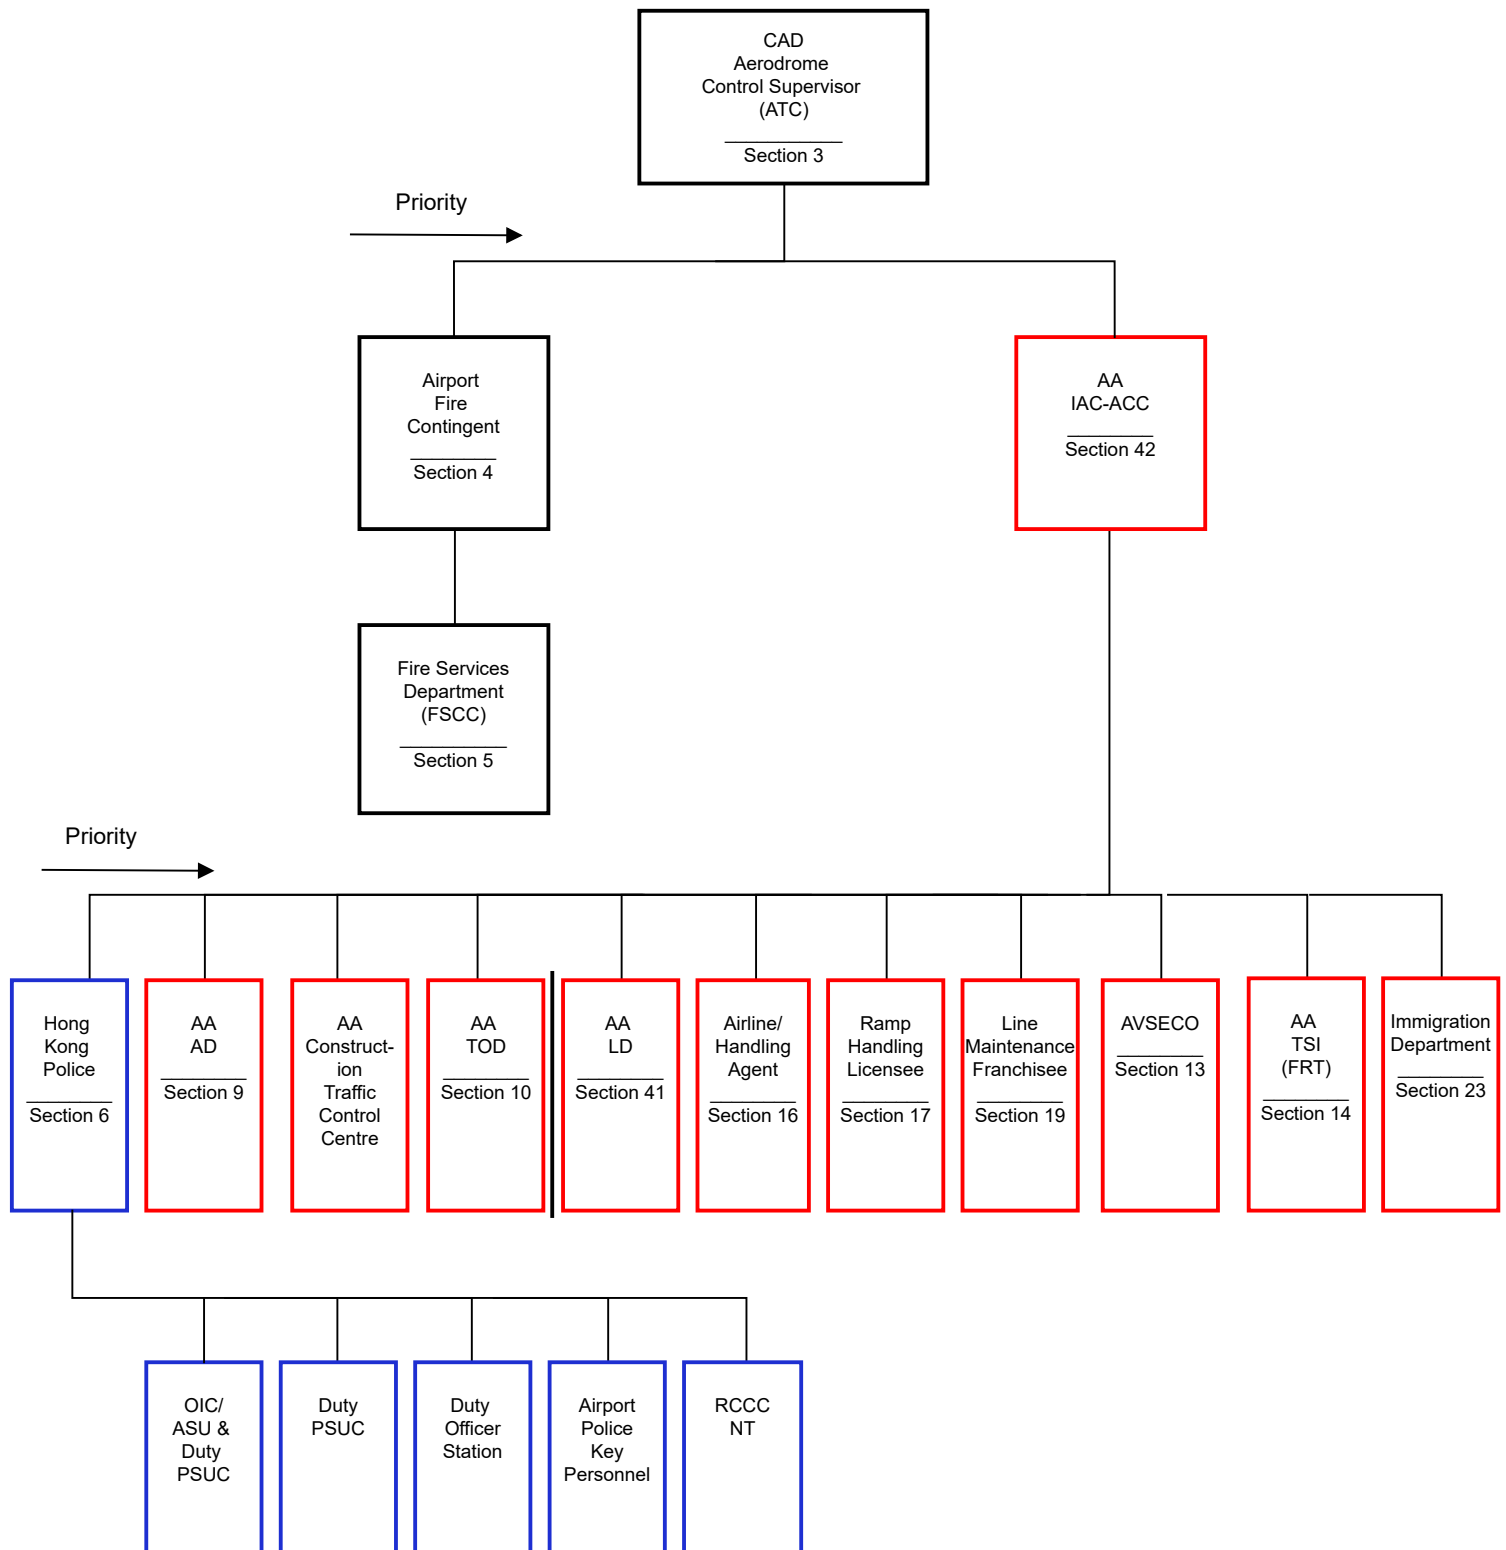 CAD
Aerodrome
Control Supervisor
(ATC)
Section 3
Priority
Airport
Fire
Contingent
Section 4
AA
IAC-ACC
Section 42
Fire Services
Department
(FSCC)
Section 5
Priority
Hong
Kong
Police
Section 6
AA
AD
Section 9
AA
Construct-
ion
Traffic
Control
Centre
AA
TOD
Section 10
AA
LD
Section 41
Airline/
Handling
Agent
Section 16
Ramp
Handling
Licensee
Section 17
Line
Maintenance
Franchisee
Section 19
AVSECO
Section 13
AA
TSI
(FRT)
Section 14
Immigration
Department
Section 23
OIC/
ASU &
Duty
PSUC
Duty
PSUC
Duty
Officer
Station
Airport
Police
Key
Personnel
RCCC
NT